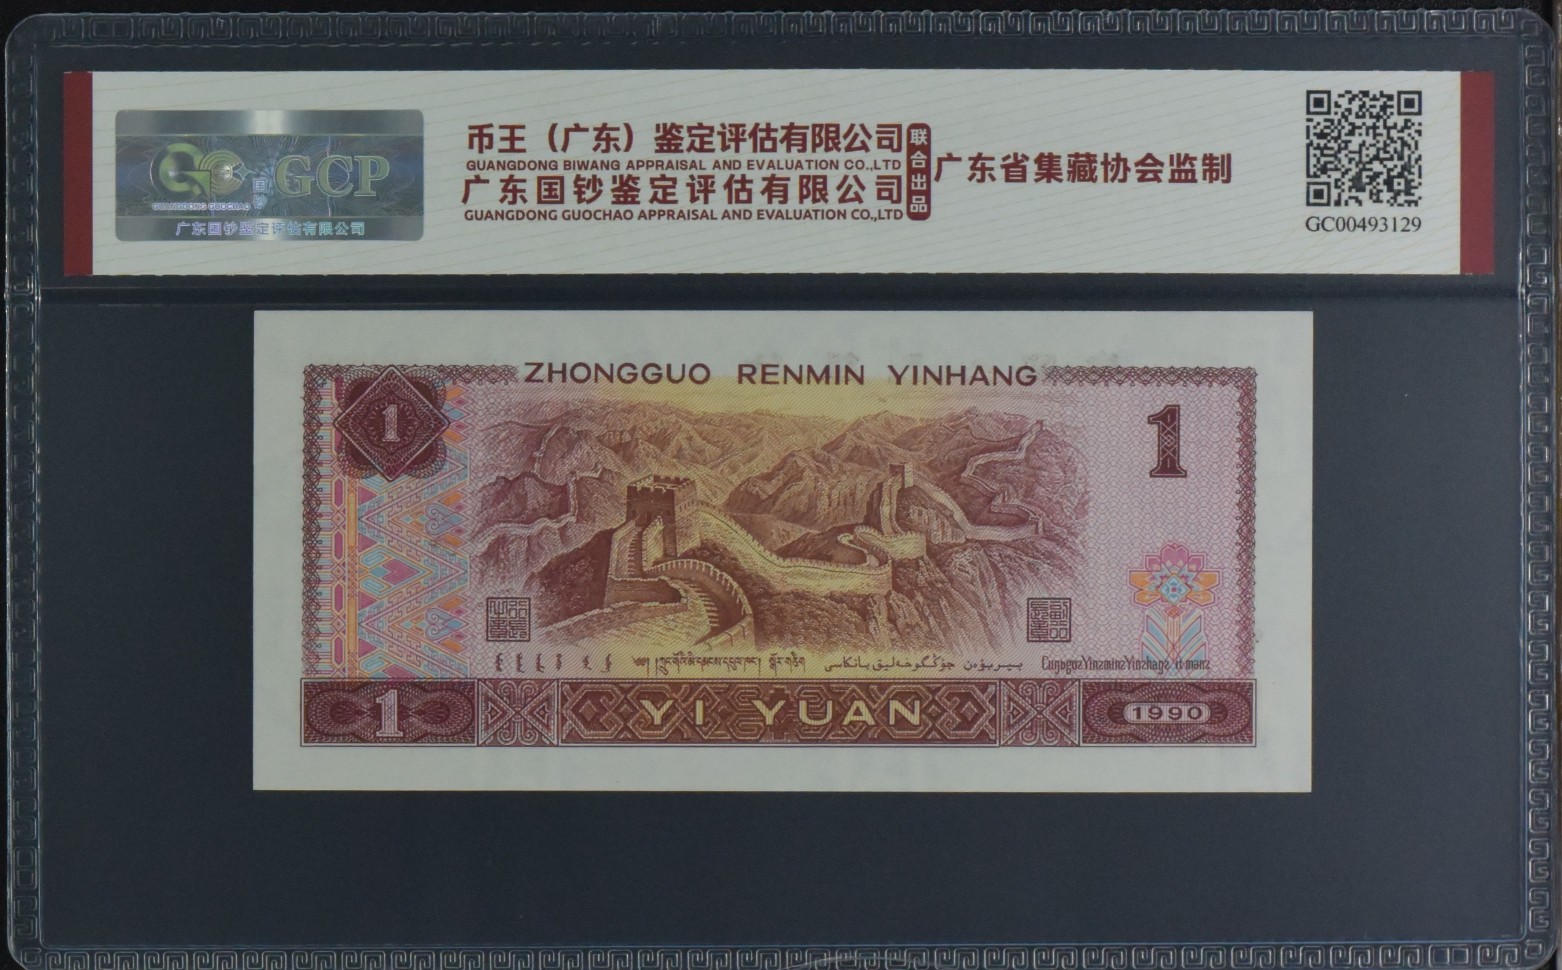 GCP
GUANGDONG GUOCHAO
广东国钞鉴定评估有限公司
币王（广东）鉴定评估有限公司
GUANGDONG BIWANG APPRAISAL AND EVALUATION CO.,LTD
广东国钞鉴定评估有限公司
GUANGDONG GUOCHAO APPRAISAL AND EVALUATION CO.,LTD
联合出品
广东省集藏协会监制
GC00493129
ZHONGGUO RENMIN YINHANG
1
1
1
YI YUAN
1990